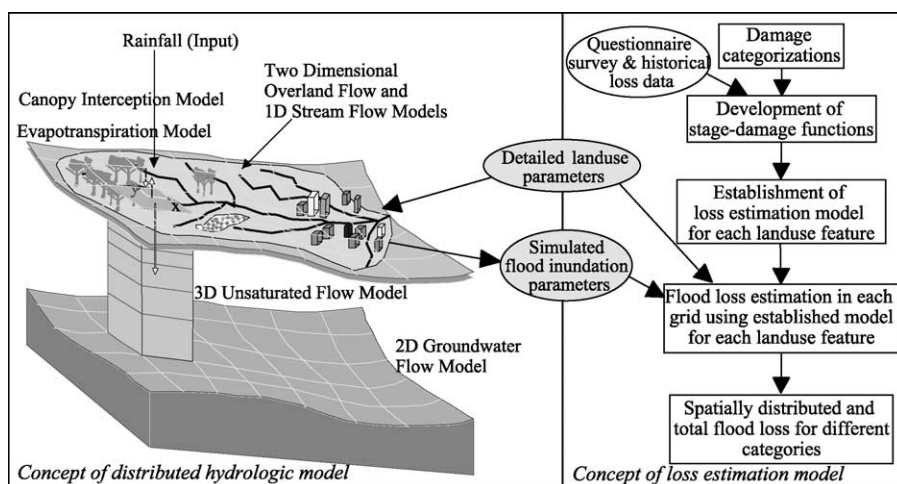 Rainfall (Input)
Two Dimensional
Overland Flow and
1D Stream Flow Models
Canopy Interception Model
Evapotranspiration Model
x
3D Unsaturated Flow Model
2D Groundwater
Flow Model
Concept of distributed hydrologic model
Detailed landuse
parameters
Simulated
flood inundation
parameters
Questionnaire
survey & historical
loss data
Damage
categorizations
Development of
stage-damage functions
Establishment of
loss estimation model
for each landuse feature
Flood loss estimation in each
grid using established model
for each landuse feature
Spatially distributed and
total flood loss for different
categories
Concept of loss estimation model